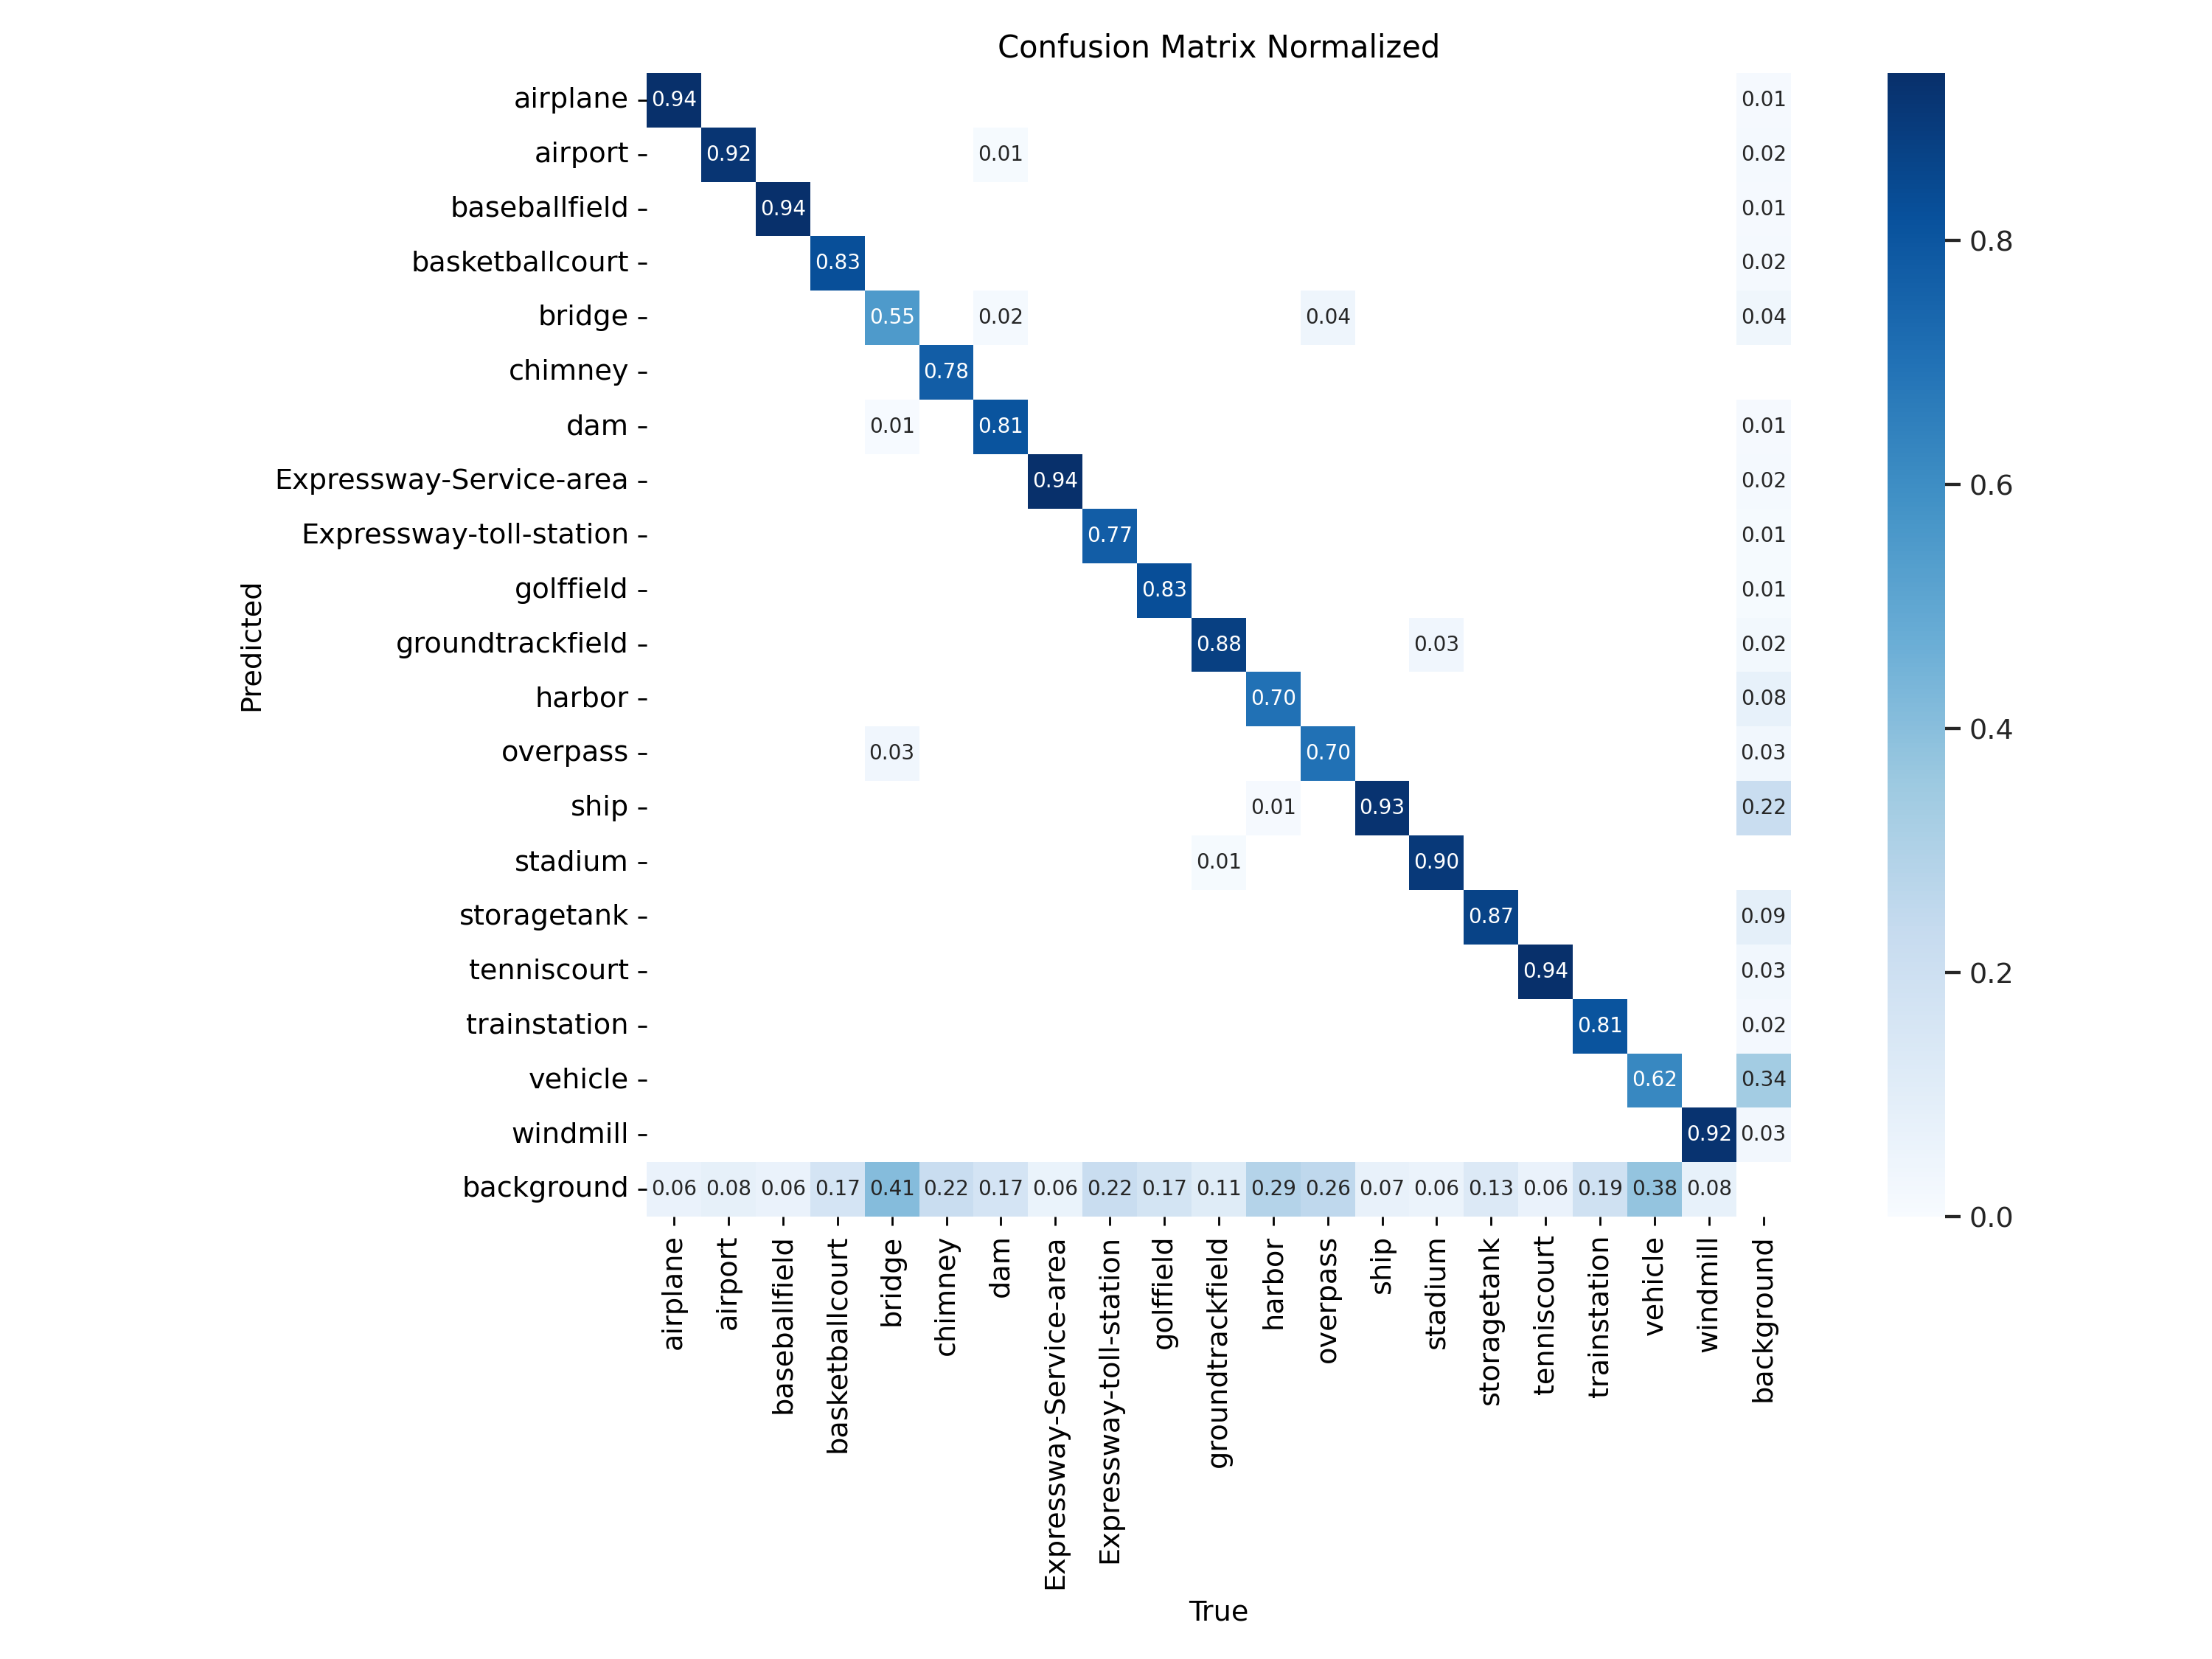 Confusion Matrix Normalized
airplane 0.94 0.01
airport 0.92 0.01 0.02
baseballfield 0.94 0.01
basketballcourt 0.83 0.02
bridge 0.55 0.02 0.04 0.04
chimney 0.78
dam 0.01 0.81 0.01
Expressway-Service-area 0.94 0.02
Expressway-toll-station 0.77 0.01
golffield 0.83 0.01
groundtrackfield 0.88 0.03 0.02
harbor 0.70 0.08
overpass 0.03 0.70 0.03
ship 0.01 0.93 0.22
stadium 0.01 0.90
storagetank 0.87 0.09
tenniscourt 0.94 0.03
trainstation 0.81 0.02
vehicle 0.62 0.34
windmill 0.92 0.03
background 0.06 0.08 0.06 0.17 0.41 0.22 0.17 0.06 0.22 0.17 0.11 0.29 0.26 0.07 0.06 0.13 0.06 0.19 0.38 0.08
Predicted
airplane
airport
baseballfield
basketballcourt
bridge
chimney
dam
Expressway-Service-area
Expressway-toll-station
golffield
groundtrackfield
harbor
overpass
ship
stadium
storagetank
tenniscourt
trainstation
vehicle
windmill
background
True
0.8
0.6
0.4
0.2
0.0